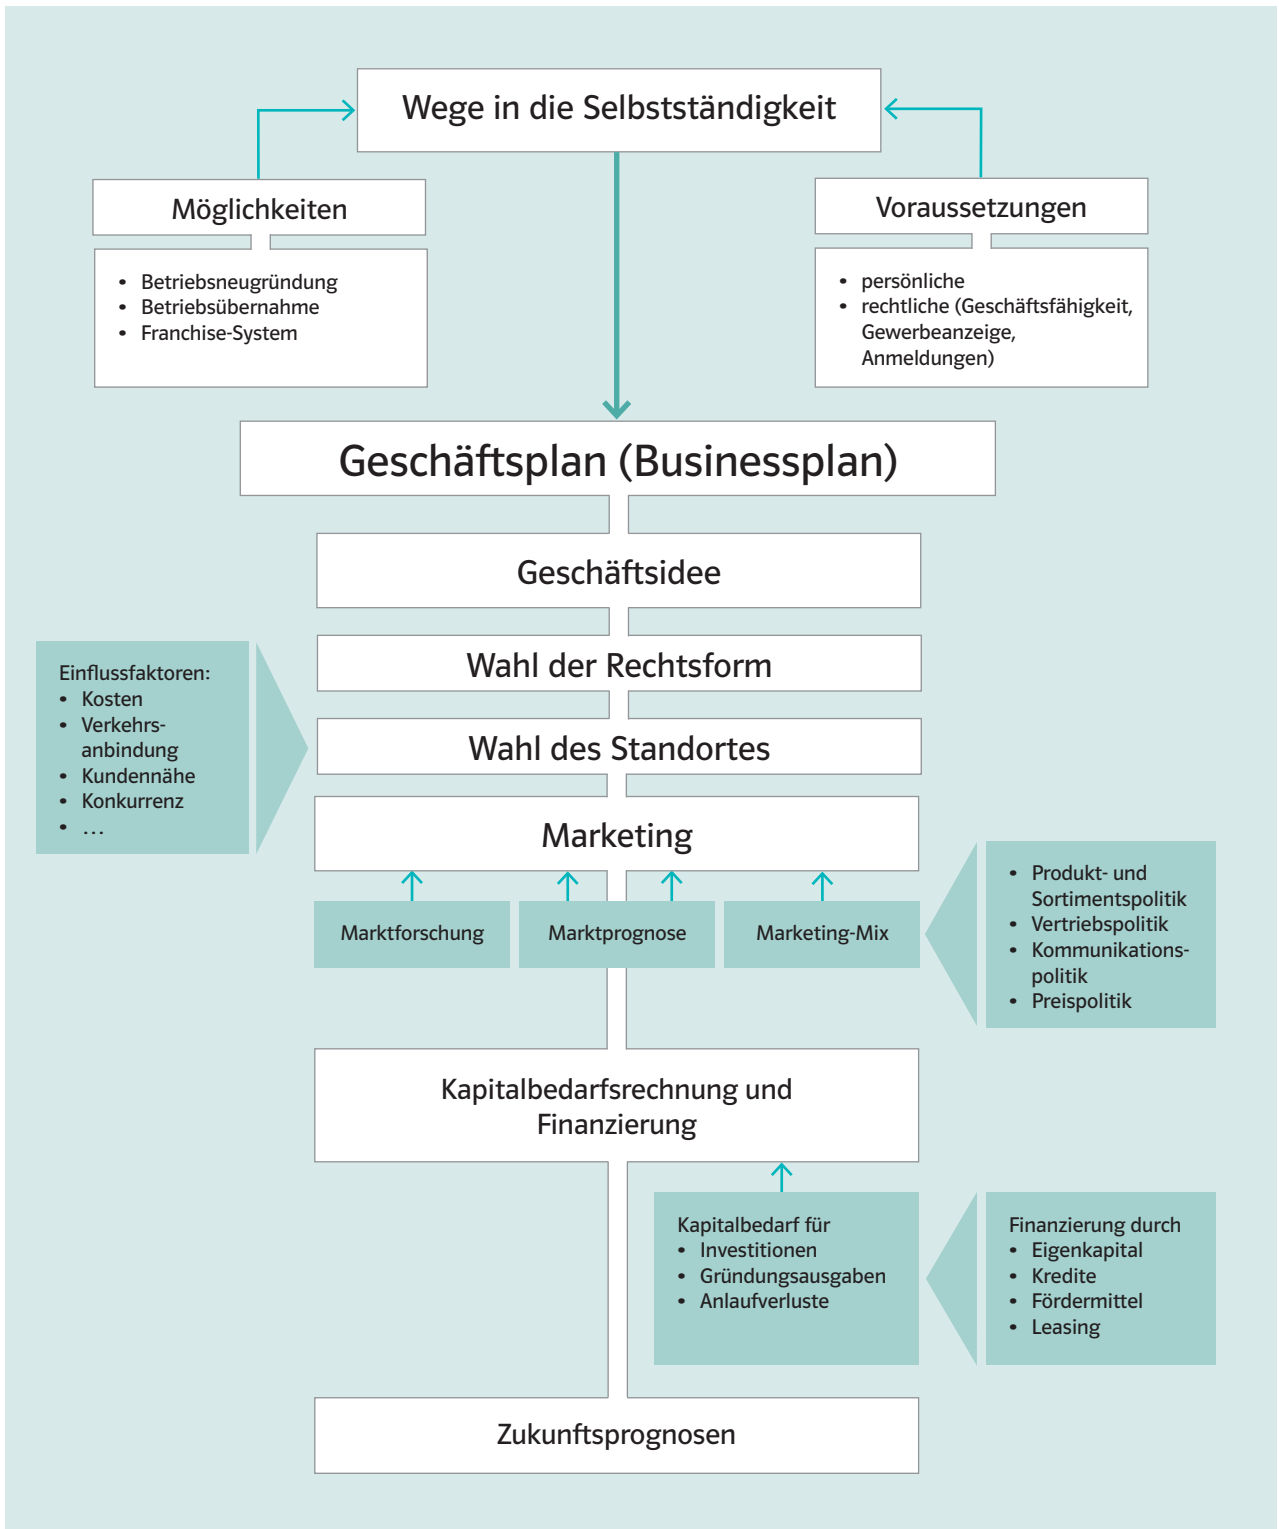 Wege in die Selbstständigkeit
Möglichkeiten
• Betriebsneugründung
• Betriebsübernahme
• Franchise-System
Voraussetzungen
• persönliche
• rechtliche (Geschäftsfähigkeit,
Gewerbeanzeige,
Anmeldungen)
Geschäftsplan (Businessplan)
Geschäftsidee
Wahl der Rechtsform
Einflussfaktoren:
• Kosten
• Verkehrs-
anbindung
• Kundennähe
• Konkurrenz
• …
Wahl des Standortes
Marketing
Marktforschung
Marktprognose
Marketing-Mix
• Produkt- und
Sortimentspolitik
• Vertriebspolitik
• Kommunikations-
politik
• Preispolitik
Kapitalbedarfsrechnung und
Finanzierung
Kapitalbedarf für
• Investitionen
• Gründungsausgaben
• Anlaufverluste
Finanzierung durch
• Eigenkapital
• Kredite
• Fördermittel
• Leasing
Zukunftsprognosen